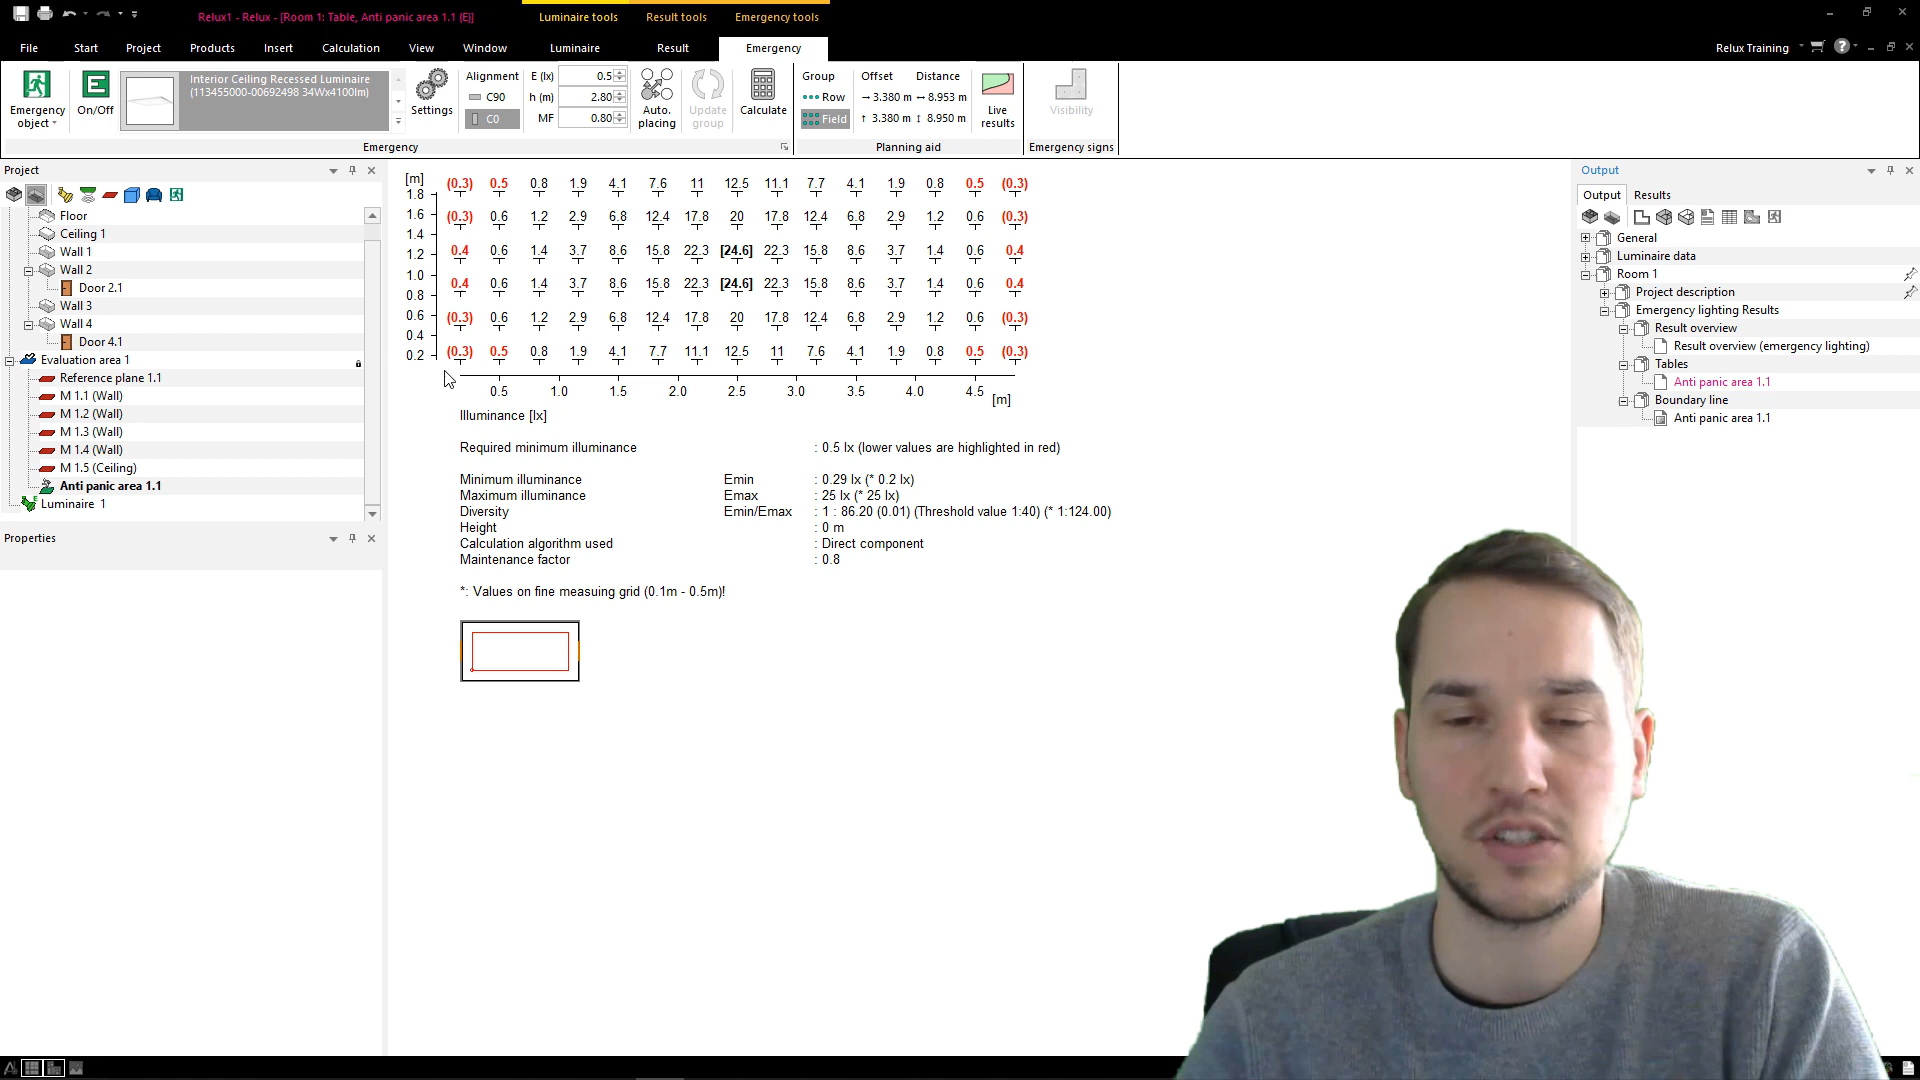 Relux1 - Relux - [Room 1: Table, Anti panic area 1.1 (E)]
Luminaire tools Result tools Emergency tools
File Start Project Products Insert Calculation View Window Luminaire Result Emergency
Relux Training
Emergency object
On/Off
Interior Ceiling Recessed Luminaire
(113455000-00692498 34Wx4100lm)
Settings
Alignment
C90
C0
E (lx) 0.5
h (m) 2.80
MF 0.80
Auto. placing
Update group
Calculate
Group Offset Distance
Row 3.380 m 8.953 m
Field 3.380 m 8.950 m
Live results
Visibility
Emergency Planning aid Emergency signs
Project
Floor
Ceiling 1
Wall 1
Wall 2
Door 2.1
Wall 3
Wall 4
Door 4.1
Evaluation area 1
Reference plane 1.1
M 1.1 (Wall)
M 1.2 (Wall)
M 1.3 (Wall)
M 1.4 (Wall)
M 1.5 (Ceiling)
Anti panic area 1.1
Luminaire 1
Properties
[m]
1.8
1.6
1.4
1.2
1.0
0.8
0.6
0.4
0.2
(0.3) 0.5 0.8 1.9 4.1 7.6 11 12.5 11.1 7.7 4.1 1.9 0.8 0.5 (0.3)
(0.3) 0.6 1.2 2.9 6.8 12.4 17.8 20 17.8 12.4 6.8 2.9 1.2 0.6 (0.3)
0.4 0.6 1.4 3.7 8.6 15.8 22.3 [24.6] 22.3 15.8 8.6 3.7 1.4 0.6 0.4
0.4 0.6 1.4 3.7 8.6 15.8 22.3 [24.6] 22.3 15.8 8.6 3.7 1.4 0.6 0.4
(0.3) 0.6 1.2 2.9 6.8 12.4 17.8 20 17.8 12.4 6.8 2.9 1.2 0.6 (0.3)
(0.3) 0.5 0.8 1.9 4.1 7.7 11.1 12.5 11 7.6 4.1 1.9 0.8 0.5 (0.3)
0.5 1.0 1.5 2.0 2.5 3.0 3.5 4.0 4.5 [m]
Illuminance [lx]
Required minimum illuminance : 0.5 lx (lower values are highlighted in red)
Minimum illuminance Emin : 0.29 lx (* 0.2 lx)
Maximum illuminance Emax : 25 lx (* 25 lx)
Diversity Emin/Emax : 1 : 86.20 (0.01) (Threshold value 1:40) (* 1:124.00)
Height : 0 m
Calculation algorithm used : Direct component
Maintenance factor : 0.8
*: Values on fine measuing grid (0.1m - 0.5m)!
Output
Output Results
General
Luminaire data
Room 1
Project description
Emergency lighting Results
Result overview
Result overview (emergency lighting)
Tables
Anti panic area 1.1
Boundary line
Anti panic area 1.1